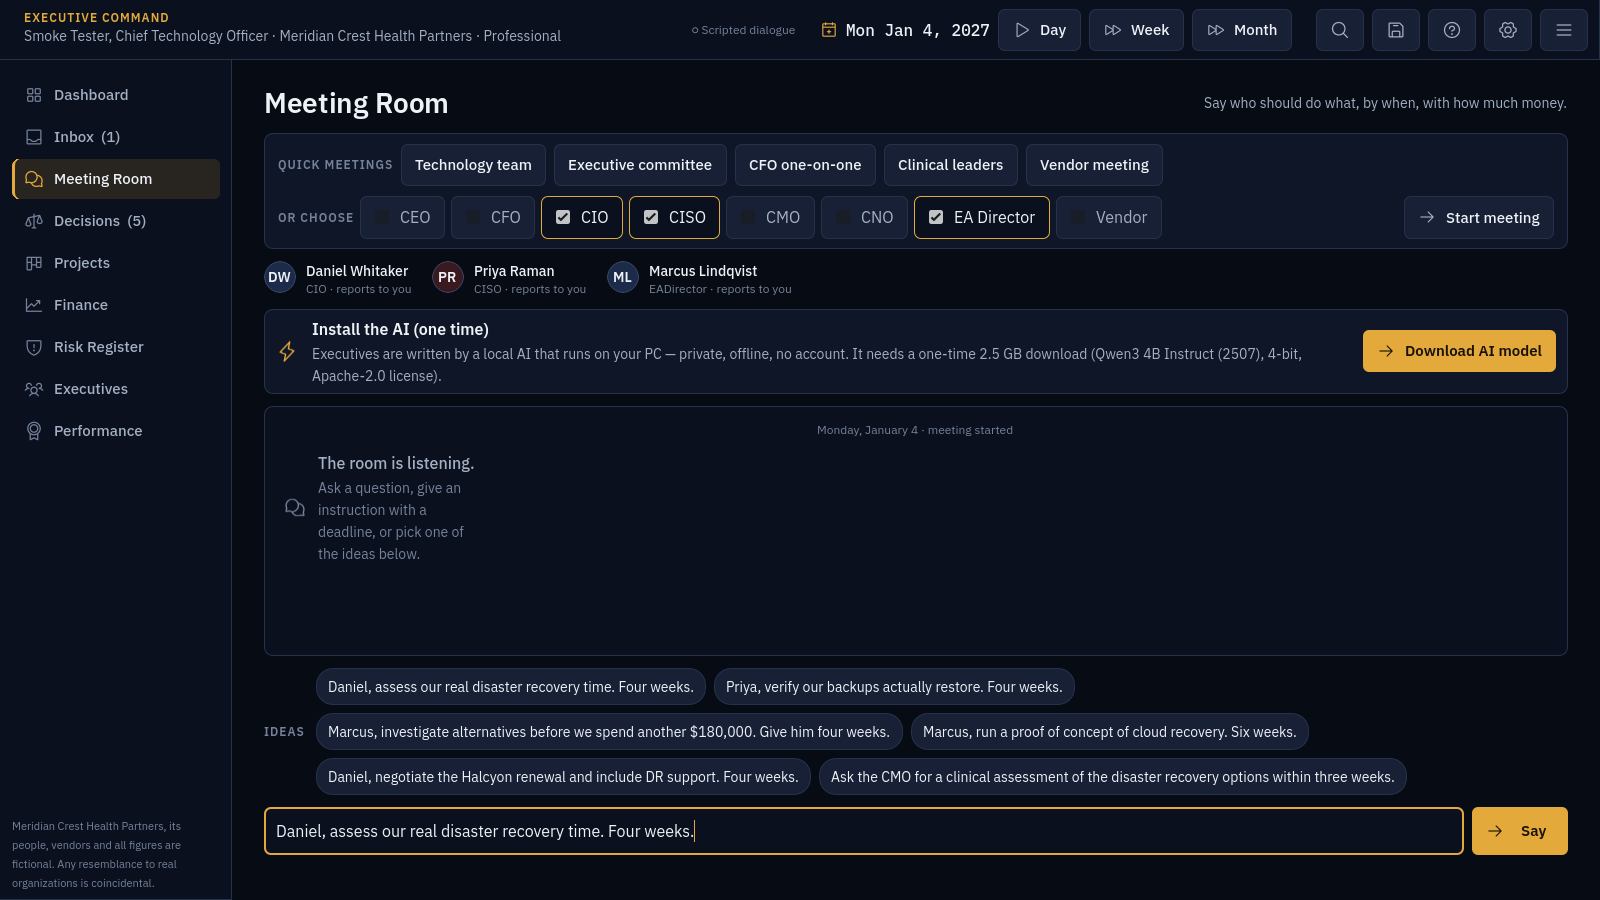 EXECUTIVE COMMAND
Smoke Tester, Chief Technology Officer · Meridian Crest Health Partners · Professional
Scripted dialogue
Mon Jan 4, 2027
Day
Week
Month
Dashboard
Inbox (1)
Meeting Room
Decisions (5)
Projects
Finance
Risk Register
Executives
Performance
Meridian Crest Health Partners, its
people, vendors and all figures are
fictional. Any resemblance to real
organizations is coincidental.
Meeting Room
Say who should do what, by when, with how much money.
QUICK MEETINGS
Technology team
Executive committee
CFO one-on-one
Clinical leaders
Vendor meeting
OR CHOOSE
CEO
CFO
CIO
CISO
CMO
CNO
EA Director
Vendor
Start meeting
DW
Daniel Whitaker
CIO · reports to you
PR
Priya Raman
CISO · reports to you
ML
Marcus Lindqvist
EADirector · reports to you
Install the AI (one time)
Executives are written by a local AI that runs on your PC — private, offline, no account. It needs a one-time 2.5 GB download (Qwen3 4B Instruct (2507), 4-bit,
Apache-2.0 license).
Download AI model
Monday, January 4 · meeting started
The room is listening.
Ask a question, give an
instruction with a
deadline, or pick one of
the ideas below.
IDEAS
Daniel, assess our real disaster recovery time. Four weeks.
Priya, verify our backups actually restore. Four weeks.
Marcus, investigate alternatives before we spend another $180,000. Give him four weeks.
Marcus, run a proof of concept of cloud recovery. Six weeks.
Daniel, negotiate the Halcyon renewal and include DR support. Four weeks.
Ask the CMO for a clinical assessment of the disaster recovery options within three weeks.
Daniel, assess our real disaster recovery time. Four weeks.
Say